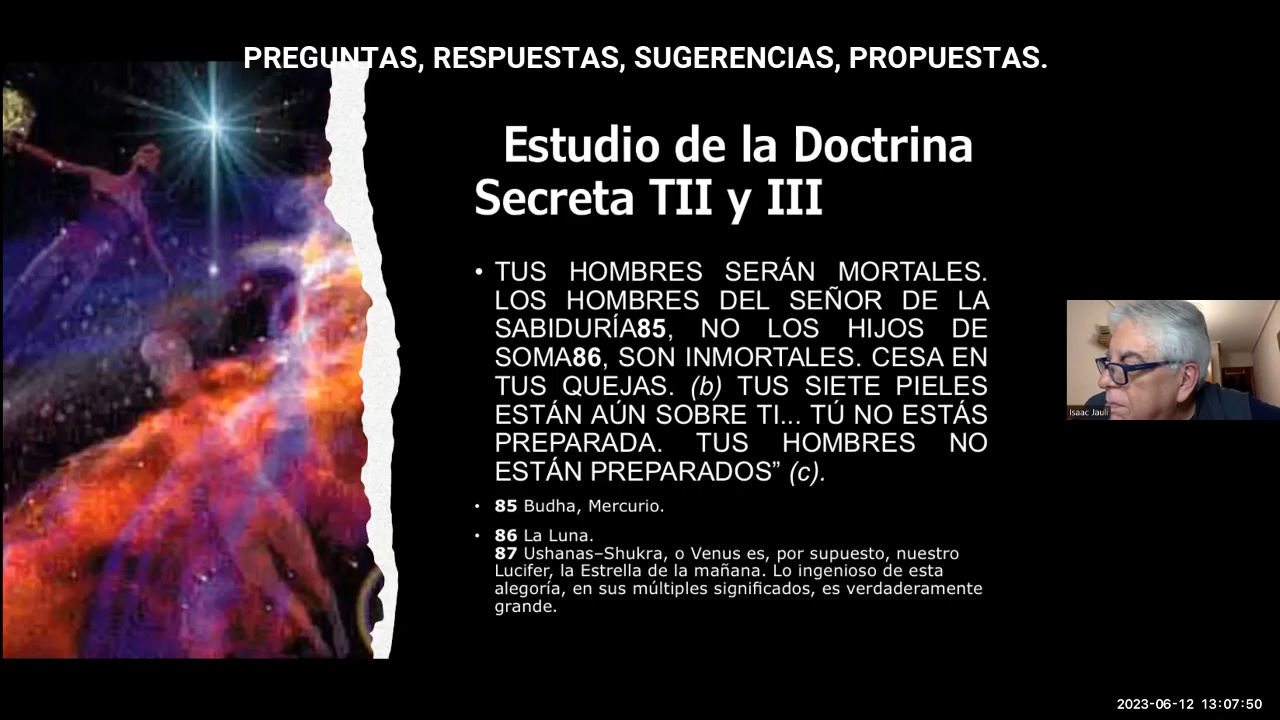 PREGUNTAS, RESPUESTAS, SUGERENCIAS, PROPUESTAS.
Estudio de la Doctrina
Secreta TII y III
• TUS HOMBRES SERÁN MORTALES.
LOS HOMBRES DEL SEÑOR DE LA
SABIDURÍA85, NO LOS HIJOS DE
SOMA86, SON INMORTALES. CESA EN
TUS QUEJAS. (b) TUS SIETE PIELES
ESTÁN AÚN SOBRE TI... TÚ NO ESTÁS
PREPARADA. TUS HOMBRES NO
ESTÁN PREPARADOS” (c).
• 85 Budha, Mercurio.
• 86 La Luna.
87 Ushanas–Shukra, o Venus es, por supuesto, nuestro
Lucifer, la Estrella de la mañana. Lo ingenioso de esta
alegoría, en sus múltiples significados, es verdaderamente
grande.
Isaac Jauli
2023-06-12 13:07:50